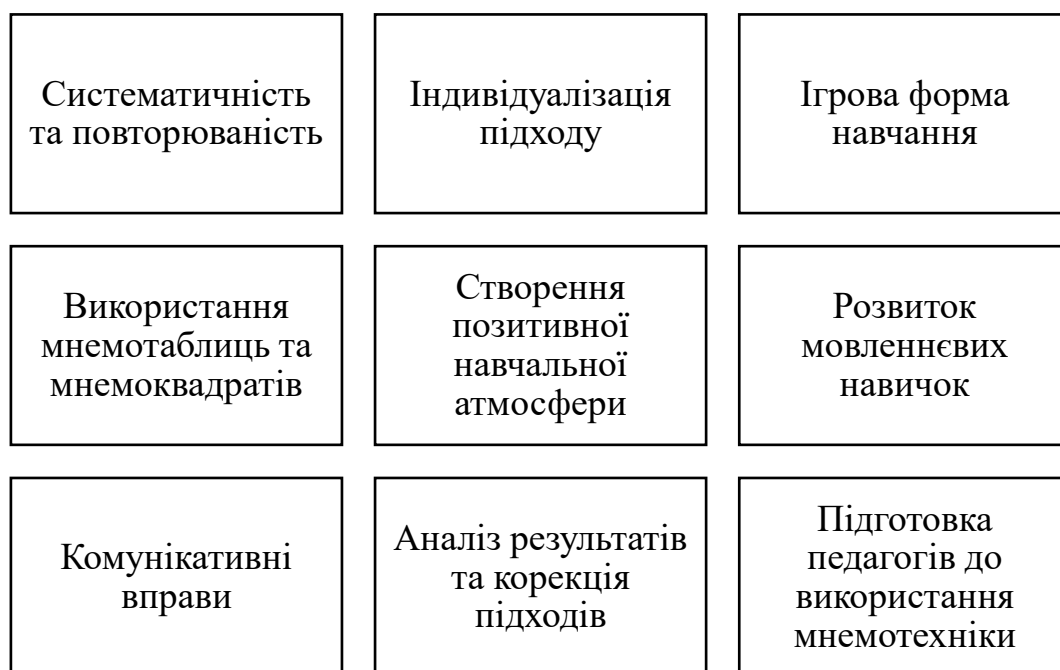 Систематичність
та повторюваність
Індивідуалізація
підходу
Ігрова форма
навчання
Використання
мнемотаблиць та
мнемоквадратів
Створення
позитивної
навчальної
атмосфери
Розвиток
мовленнєвих
навичок
Комунікативні
вправи
Аналіз результатів
та корекція
підходів
Підготовка
педагогів до
використання
мнемотехніки